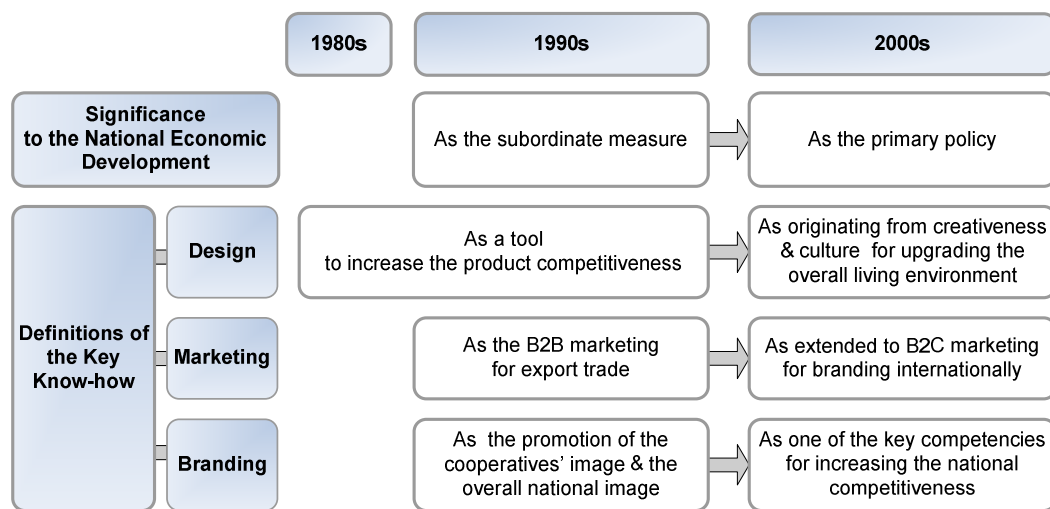 1980s
1990s
2000s
Significance
to the National Economic
Development
As the subordinate measure
As the primary policy
Definitions of
the Key
Know-how
Design
As a tool
to increase the product competitiveness
As originating from creativeness
& culture for upgrading the
overall living environment
Marketing
As the B2B marketing
for export trade
As extended to B2C marketing
for branding internationally
Branding
As the promotion of the
cooperatives' image & the
overall national image
As one of the key competencies
for increasing the national
competitiveness